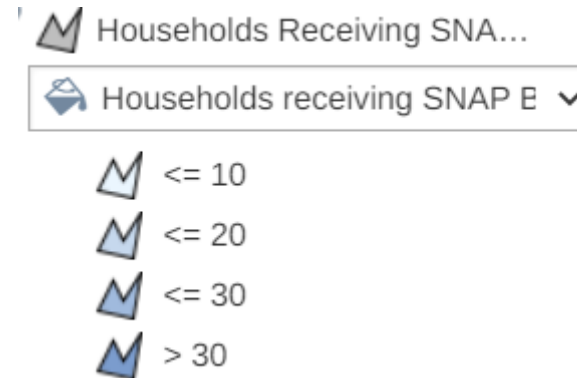 Households Receiving SNA...
Households receiving SNAP B
<= 10
<= 20
<= 30
> 30